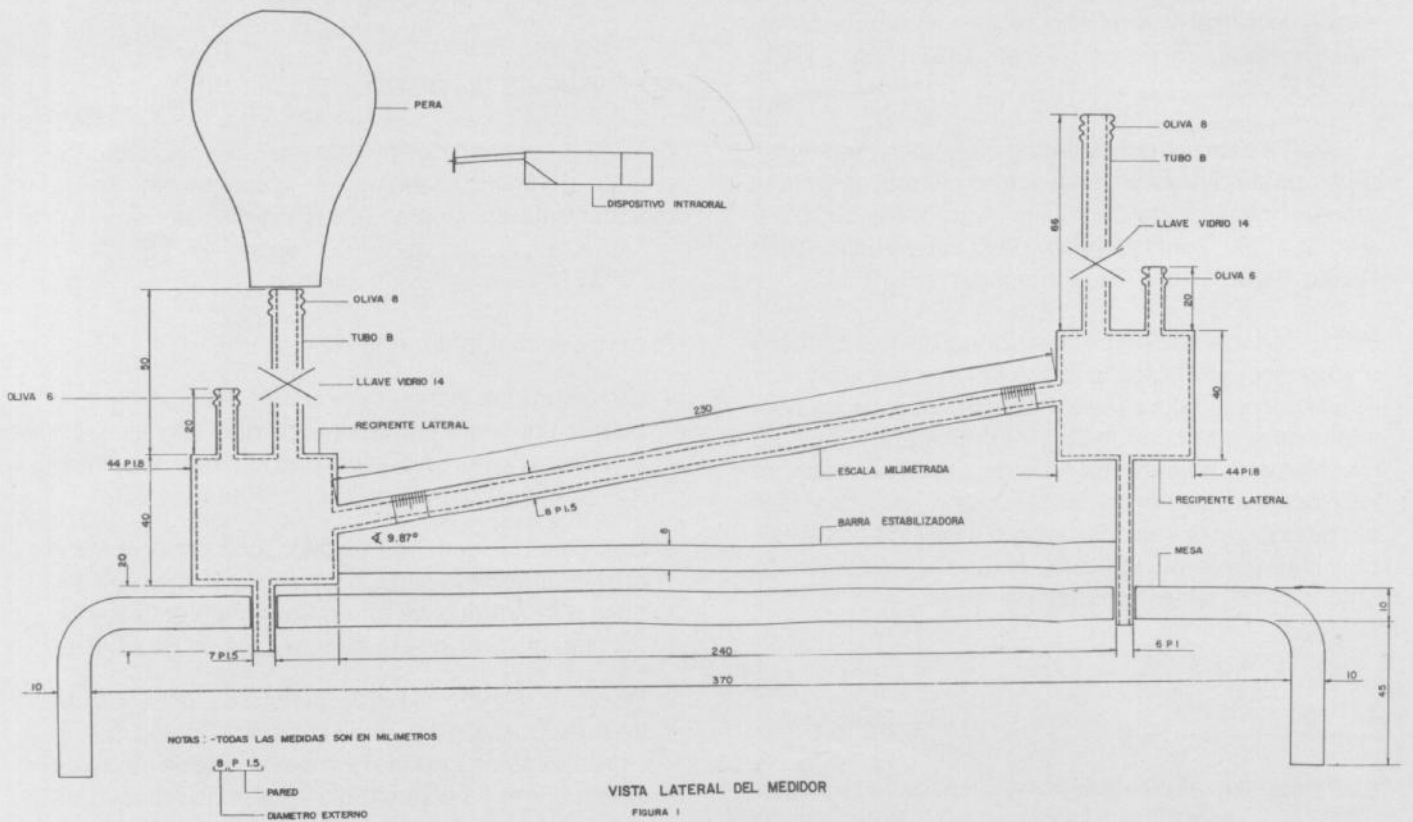 PERA
OLIVA 8
TUBO 8
DISPOSITIVO INTRAORAL
66
LLAVE VIDRIO 14
OLIVA 6
20
OLIVA 8
50
TUBO 8
LLAVE VIDRIO 14
OLIVA 6
20
230
40
RECIPIENTE LATERAL
44 P1.8
ESCALA MILIMETRADA
44 P1.8
RECIPIENTE LATERAL
8 P 1.5
40
BARRA ESTABILIZADORA
∢ 9.87°
MESA
20
10
7 P1.5
240
6 P 1
10
370
10
45
NOTAS : -TODAS LAS MEDIDAS SON EN MILIMETROS
8 P 1.5
PARED
DIAMETRO EXTERNO
VISTA LATERAL DEL MEDIDOR
FIGURA 1